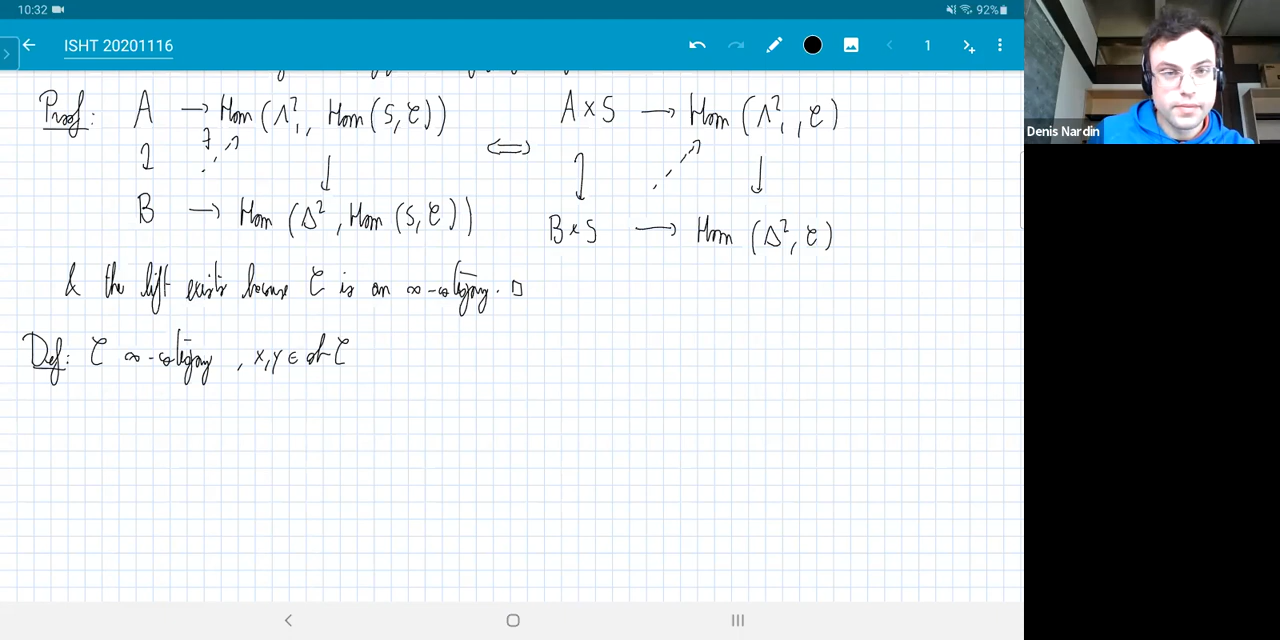 10:32
92%
ISHT 20201116
1
Proof: A → Hom (Λ²₁, Hom (S, C)) A × S → Hom (Λ²₁, C)
∃ ⇔
B → Hom (Δ², Hom (S, C)) B × S → Hom (Δ², C)
& the lift exists because C is an ∞-category. □
Def: C ∞-category, x, y ∈ ob C
Denis Nardin